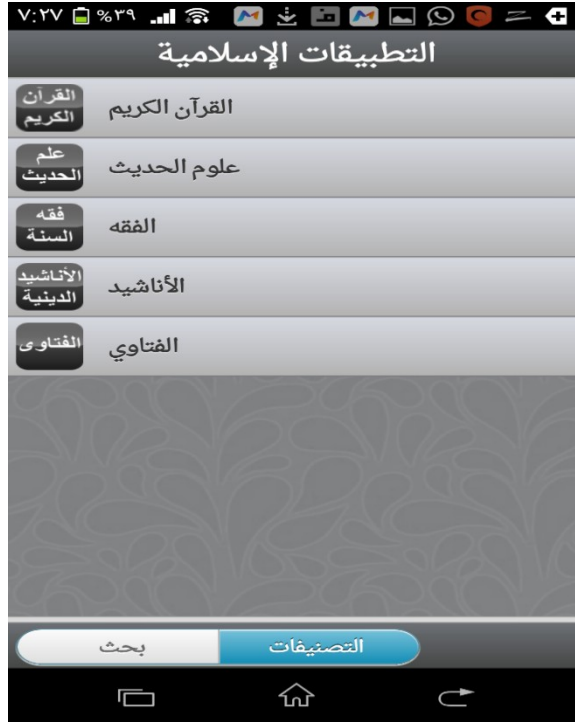 ٧:٢٧ %٣٩
التطبيقات الإسلامية
القرآن الكريم
القرآن الكريم
علم الحديث
علوم الحديث
فقه السنة
الفقه
الأناشيد الدينية
الأناشيد
الفتاوى
الفتاوي
بحث
التصنيفات